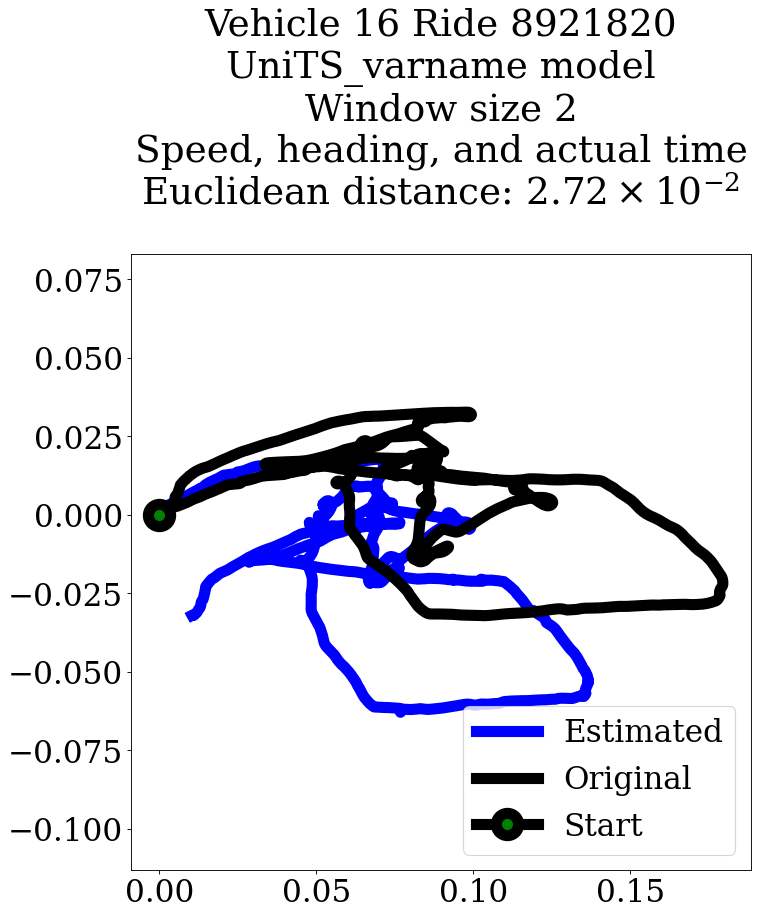 Vehicle 16 Ride 8921820
UniTS_varname model
Window size 2
Speed, heading, and actual time
Euclidean distance: 2.72 × 10⁻²
0.075
0.050
0.025
0.000
−0.025
−0.050
−0.075
−0.100
0.00 0.05 0.10 0.15
Estimated
Original
Start